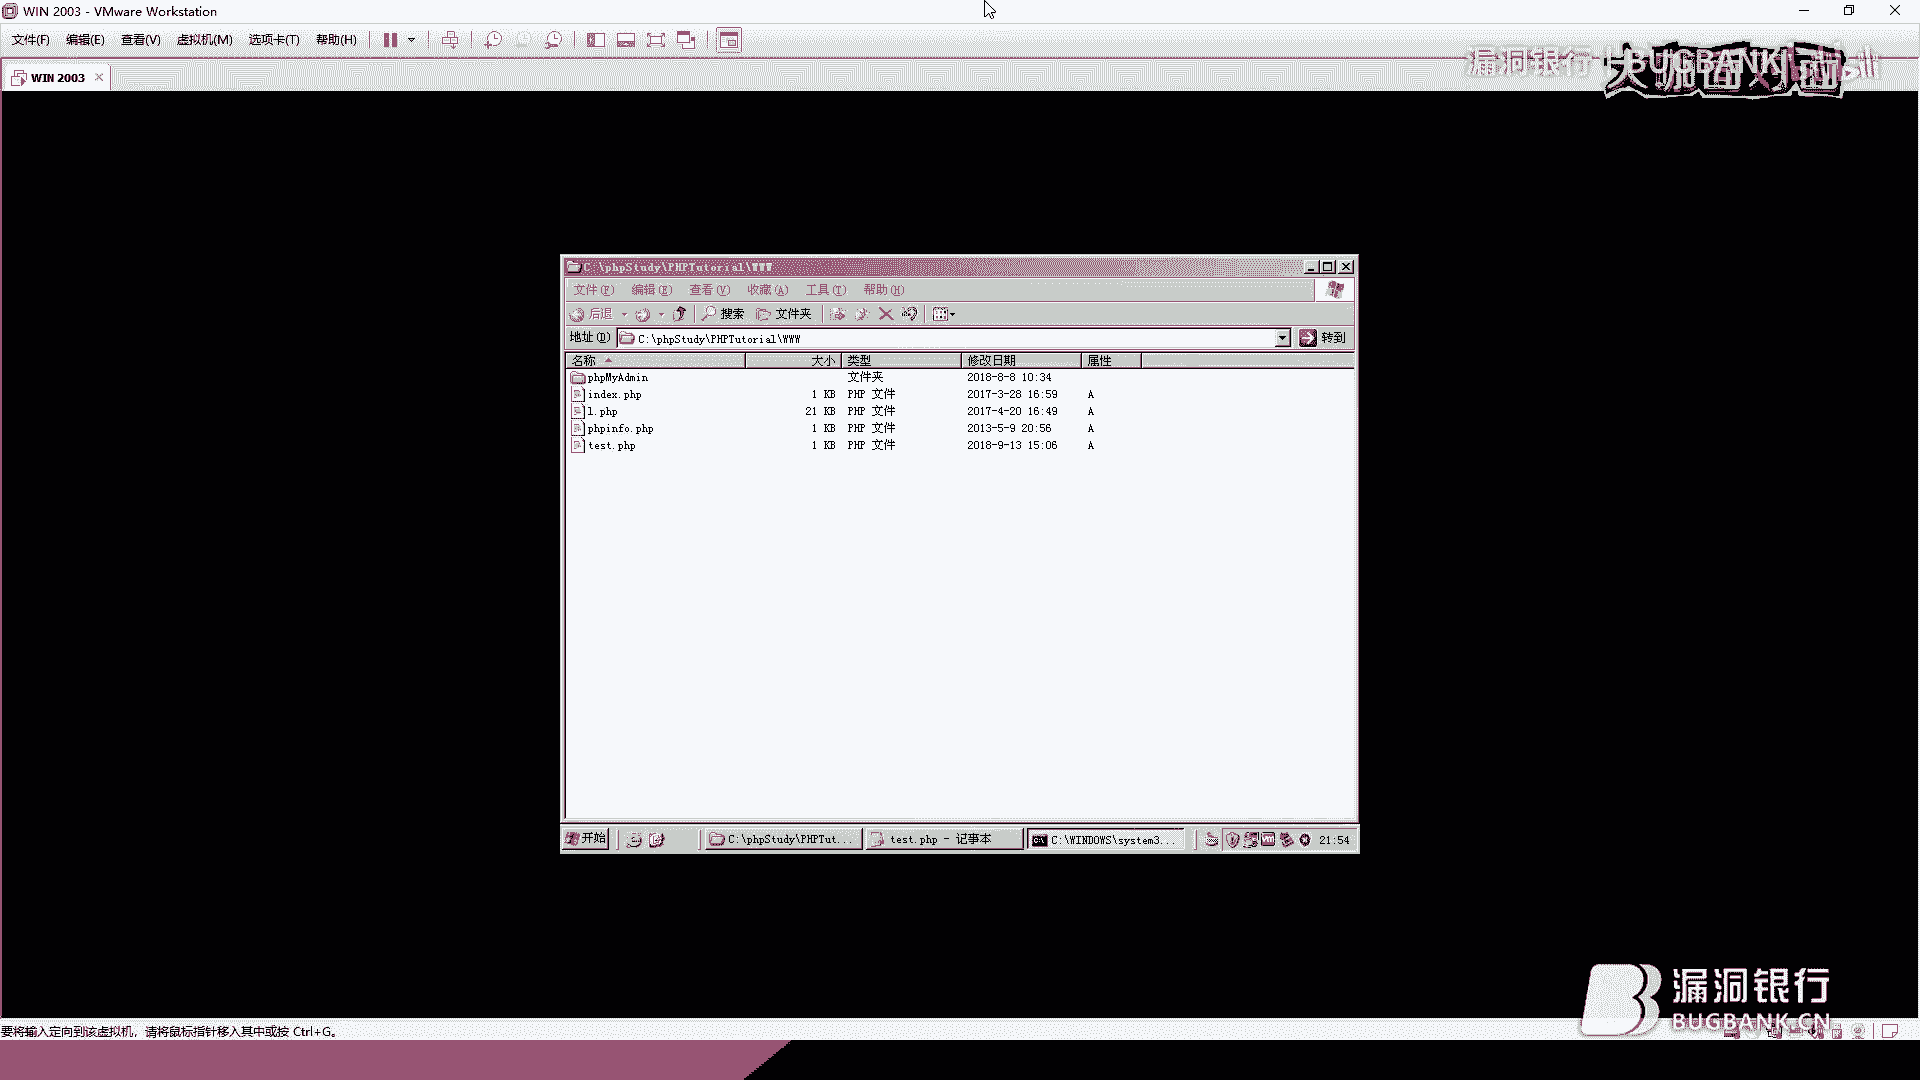 WIN 2003 - VMware Workstation
文件(F) 编辑(E) 查看(V) 虚拟机(M) 选项卡(T) 帮助(H)
WIN 2003
漏洞银行 BUGBANK
大咖面对面
C:\phpStudy\PHPTutorial\WWW
文件(F) 编辑(E) 查看(V) 收藏(A) 工具(T) 帮助(H)
后退 搜索 文件夹
地址(D) C:\phpStudy\PHPTutorial\WWW 转到
名称 大小 类型 修改日期 属性
phpMyAdmin 文件夹 2018-8-8 10:34
index.php 1 KB PHP 文件 2017-3-28 16:59 A
l.php 21 KB PHP 文件 2017-4-20 16:49 A
phpinfo.php 1 KB PHP 文件 2013-5-9 20:56 A
test.php 1 KB PHP 文件 2018-9-13 15:06 A
开始 C:\phpStudy\PHPTut... test.php - 记事本 C:\WINDOWS\system3... 21:54
漏洞银行
BUGBANK.CN
要将输入定向到该虚拟机，请将鼠标指针移入其中或按 Ctrl+G。